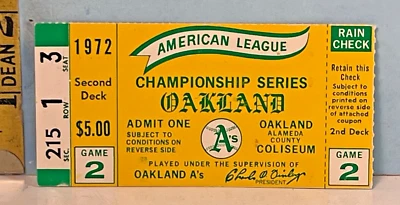 DEAN
215 1 3
SEC. ROW SEAT
1972
Second
Deck
$5.00
GAME
2
AMERICAN LEAGUE
CHAMPIONSHIP SERIES
OAKLAND
ADMIT ONE
SUBJECT TO
CONDITIONS ON
REVERSE SIDE
A's
OAKLAND
ALAMEDA
COUNTY
COLISEUM
PLAYED UNDER THE SUPERVISION OF
OAKLAND A's
PRESIDENT
RAIN
CHECK
Retain this
Check
Subject to
conditions
printed on
reverse side
of attached
coupon
2nd Deck
GAME
2